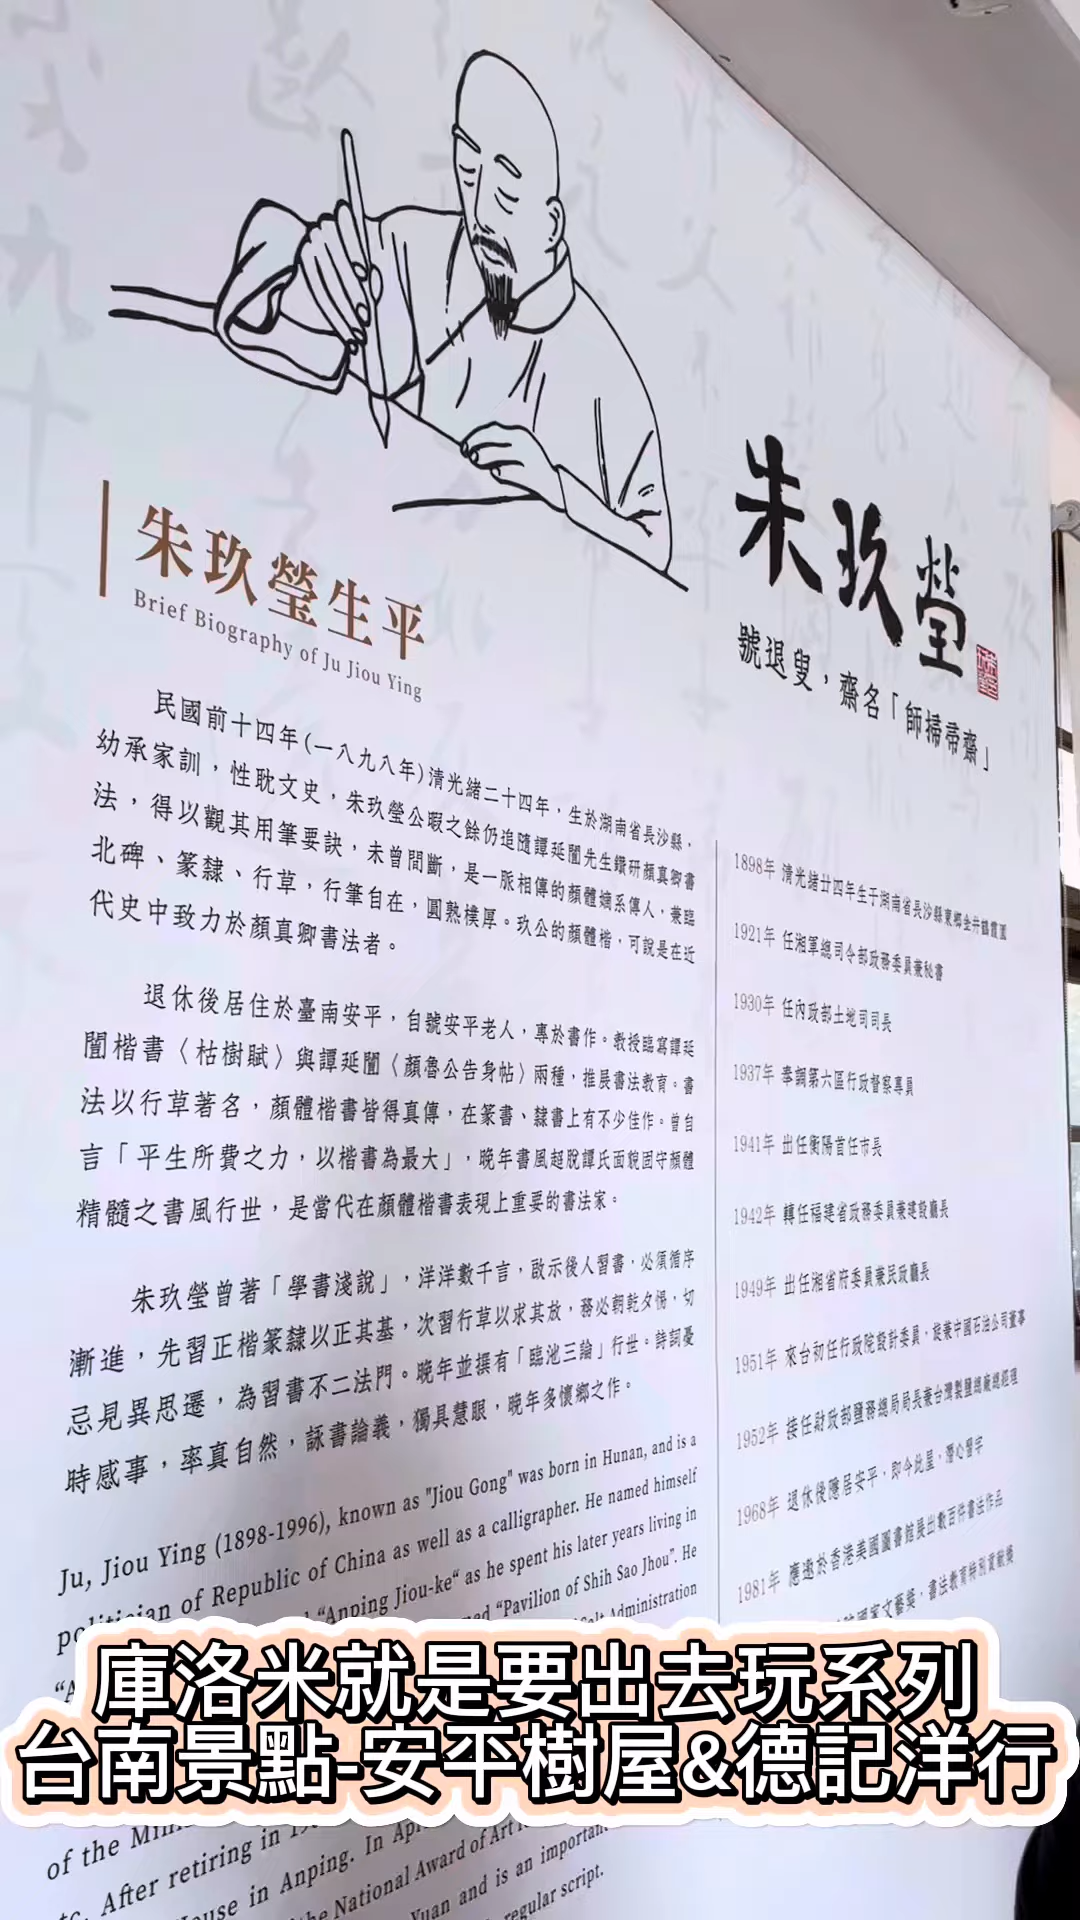 朱玖瑩
號退叟，齋名「師掃帚齋」
朱玖瑩生平
Brief Biography of Ju Jiou Ying
民國前十四年(一八九八年)清光緒二十四年，生於湖南省長沙縣，
幼承家訓，性耽文史，朱玖瑩公暇之餘仍追隨譚延闓先生鑽研顏真卿書
法，得以觀其用筆要訣，未曾間斷，是一脈相傳的顏體嫡系傳人，兼臨
北碑、篆隸、行草，行筆自在，圓熟樸厚。玖公的顏體楷，可說是在近
代史中致力於顏真卿書法者。
退休後居住於臺南安平，自號安平老人，專於書作。教授臨寫譚延
闓楷書〈枯樹賦〉與譚延闓〈顏魯公告身帖〉兩種，推展書法教育。書
法以行草著名，顏體楷書皆得真傳，在篆書、隸書上有不少佳作。曾自
言「平生所費之力，以楷書為最大」，晚年書風超脫譚氏面貌固守顏體
精髓之書風行世，是當代在顏體楷書表現上重要的書法家。
朱玖瑩曾著「學書淺說」，洋洋數千言，啟示後人習書，必須循序
漸進，先習正楷篆隸以正其基，次習行草以求其放，務必朝乾夕惕，切
忌見異思遷，為習書不二法門。晚年並撰有「臨池三論」行世。詩詞憂
時感事，率真自然，詠書論義，獨具慧眼，晚年多懷鄉之作。
Ju, Jiou Ying (1898-1996), known as "Jiou Gong" was born in Hunan, and is a
politician of Republic of China as well as a calligrapher. He named himself
"Anping Jiou-ke" as he spent his later years living in
"Pavilion of Shih Sao Jhou". He
Salt Administration
of the
etc. After retiring in
House in Anping. In
the National Award of Art
Yuan and is an important
regular script.
1898年 清光緒廿四年生于湖南省長沙縣東鄉金井鶴霞園
1921年 任湘軍總司令部政務委員兼秘書
1930年 任內政部土地司司長
1937年 奉調第六區行政督察專員
1941年 出任衡陽首任市長
1942年 轉任福建省政務委員兼建設廳長
1949年 出任湘省府委員兼民政廳長
1951年 來台初任行政院設計委員，旋兼中國石油公司董事
1952年 接任財政部鹽務總局局長兼台灣製鹽總廠總經理
1968年 退休後隱居安平，即今此屋，潛心習字
1981年 應邀於香港美國圖書館展出數百件書法作品
國家文藝獎，書法教育特別貢獻獎
庫洛米就是要出去玩系列
台南景點-安平樹屋&德記洋行